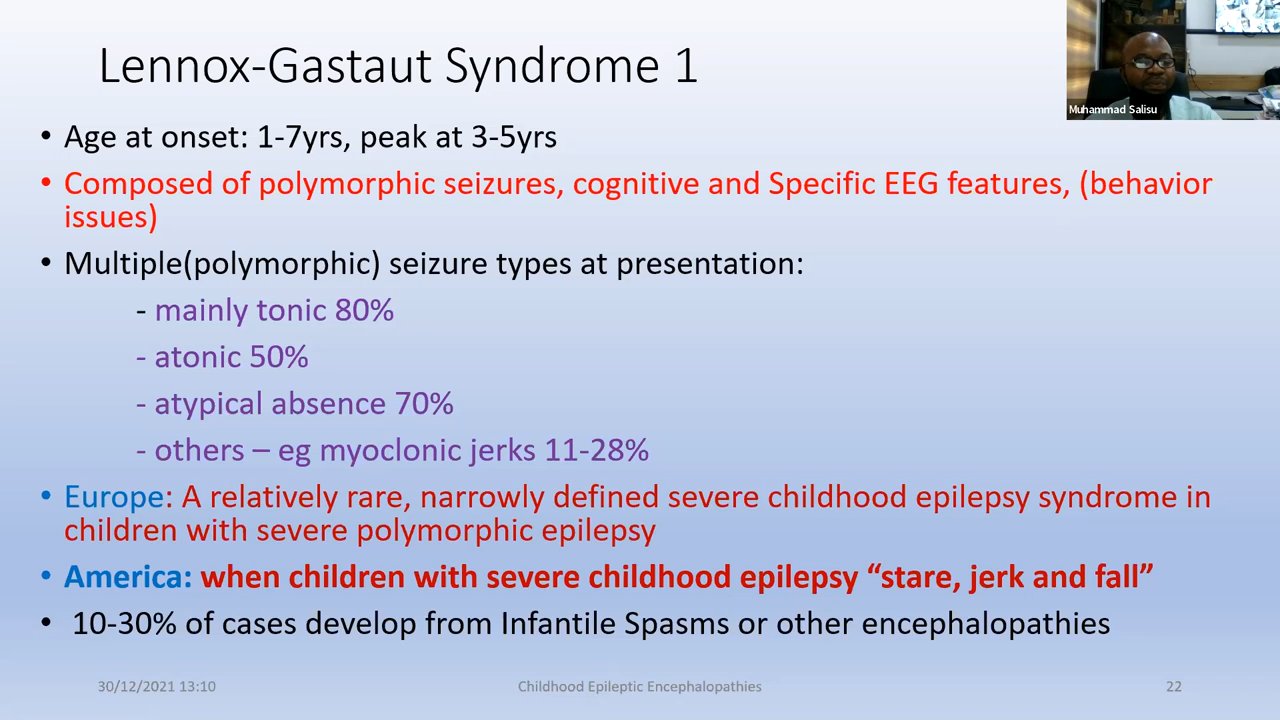 Lennox-Gastaut Syndrome 1
Muhammad Salisu
• Age at onset: 1-7yrs, peak at 3-5yrs
• Composed of polymorphic seizures, cognitive and Specific EEG features, (behavior
issues)
• Multiple(polymorphic) seizure types at presentation:
- mainly tonic 80%
- atonic 50%
- atypical absence 70%
- others – eg myoclonic jerks 11-28%
• Europe: A relatively rare, narrowly defined severe childhood epilepsy syndrome in
children with severe polymorphic epilepsy
• America: when children with severe childhood epilepsy “stare, jerk and fall”
• 10-30% of cases develop from Infantile Spasms or other encephalopathies
30/12/2021 13:10
Childhood Epileptic Encephalopathies
22